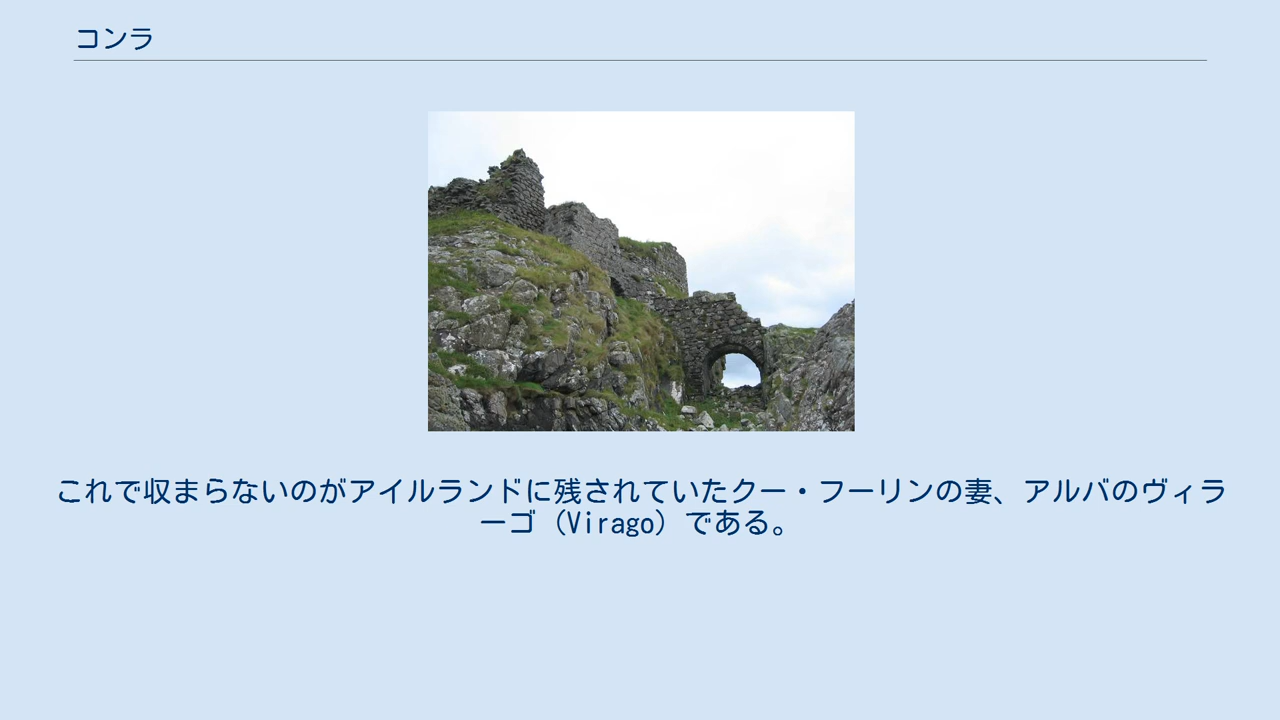 コンラ
これで収まらないのがアイルランドに残されていたクー・フーリンの妻、アルバのヴィラ
ーゴ（Virago）である。